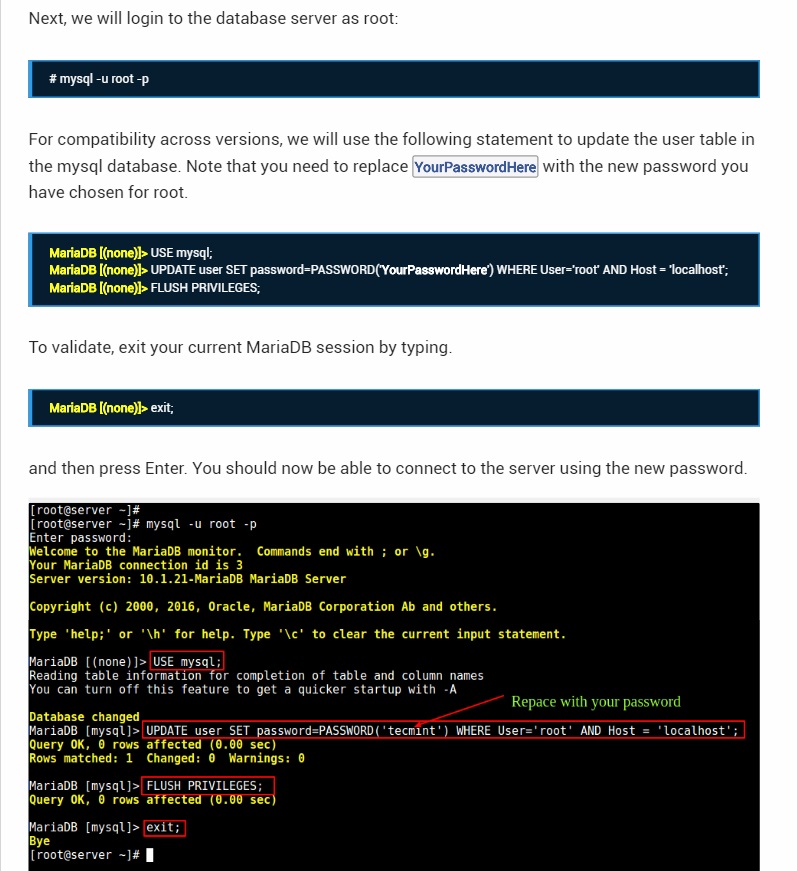 Next, we will login to the database server as root:
# mysql -u root -p
For compatibility across versions, we will use the following statement to update the user table in
the mysql database. Note that you need to replace YourPasswordHere with the new password you
have chosen for root.
MariaDB [(none)]> USE mysql;
MariaDB [(none)]> UPDATE user SET password=PASSWORD('YourPasswordHere') WHERE User='root' AND Host = 'localhost';
MariaDB [(none)]> FLUSH PRIVILEGES;
To validate, exit your current MariaDB session by typing.
MariaDB [(none)]> exit;
and then press Enter. You should now be able to connect to the server using the new password.
[root@server ~]#
[root@server ~]# mysql -u root -p
Enter password:
Welcome to the MariaDB monitor.  Commands end with ; or \g.
Your MariaDB connection id is 3
Server version: 10.1.21-MariaDB MariaDB Server
Copyright (c) 2000, 2016, Oracle, MariaDB Corporation Ab and others.
Type 'help;' or '\h' for help. Type '\c' to clear the current input statement.
MariaDB [(none)]> USE mysql;
Reading table information for completion of table and column names
You can turn off this feature to get a quicker startup with -A
Repace with your password
Database changed
MariaDB [mysql]> UPDATE user SET password=PASSWORD('tecmint') WHERE User='root' AND Host = 'localhost';
Query OK, 0 rows affected (0.00 sec)
Rows matched: 1  Changed: 0  Warnings: 0
MariaDB [mysql]> FLUSH PRIVILEGES;
Query OK, 0 rows affected (0.00 sec)
MariaDB [mysql]> exit;
Bye
[root@server ~]#